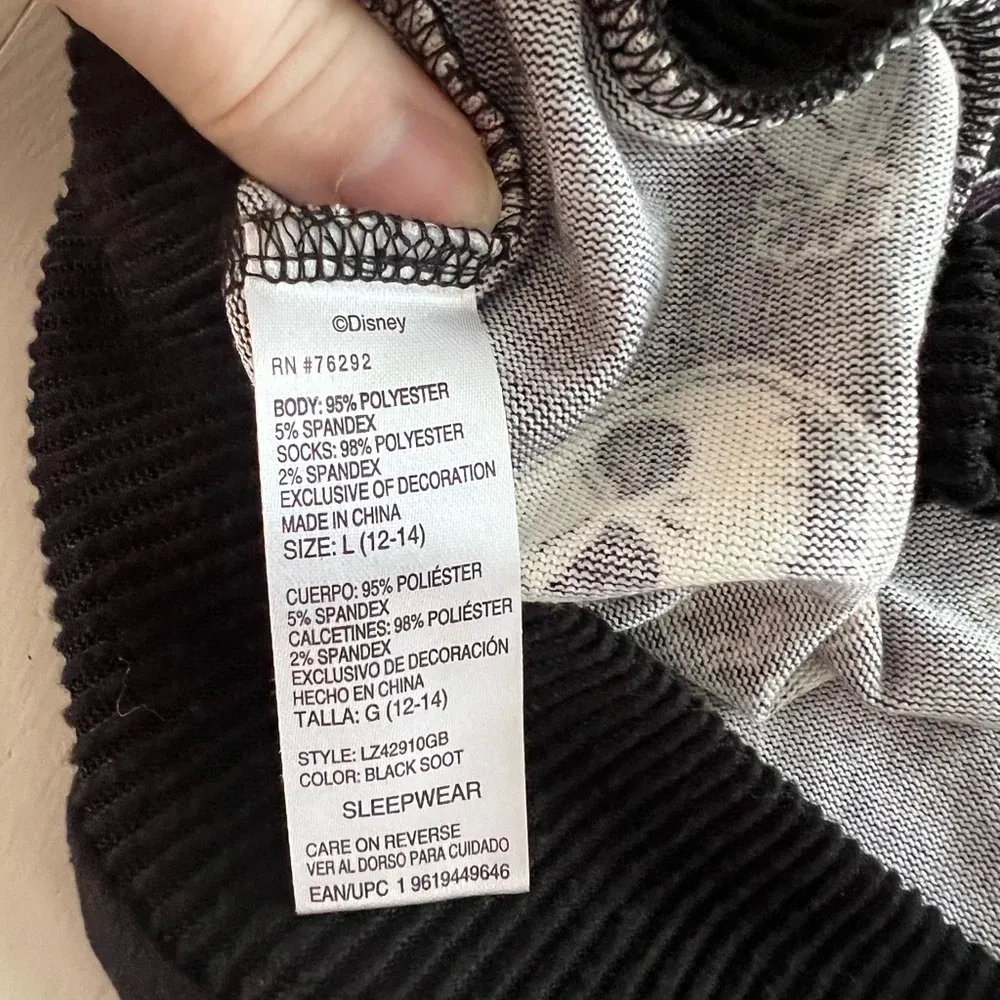 ©Disney
RN #76292
BODY: 95% POLYESTER
5% SPANDEX
SOCKS: 98% POLYESTER
2% SPANDEX
EXCLUSIVE OF DECORATION
MADE IN CHINA
SIZE: L (12-14)
CUERPO: 95% POLIÉSTER
5% SPANDEX
CALCETINES: 98% POLIÉSTER
2% SPANDEX
EXCLUSIVO DE DECORACIÓN
HECHO EN CHINA
TALLA: G (12-14)
STYLE: LZ42910GB
COLOR: BLACK SOOT
SLEEPWEAR
CARE ON REVERSE
VER AL DORSO PARA CUIDADO
EAN/UPC 1 9619449646